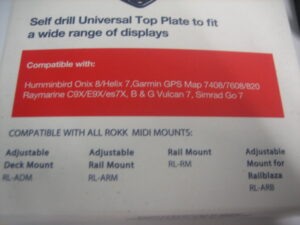 Self drill Universal Top Plate to fit
a wide range of displays
Compatible with:
Humminbird Onix 8/Helix 7,Garmin GPS Map 7408/7608/820
Raymarine C9X/E9X/es7X, B & G Vulcan 7, Simrad Go 7
COMPATIBLE WITH ALL ROKK MIDI MOUNTS:
Adjustable
Deck Mount
RL-ADM
Adjustable
Rail Mount
RL-ARM
Rail Mount
RL-RM
Adjustable
Mount for
Railblaza
RL-ARB